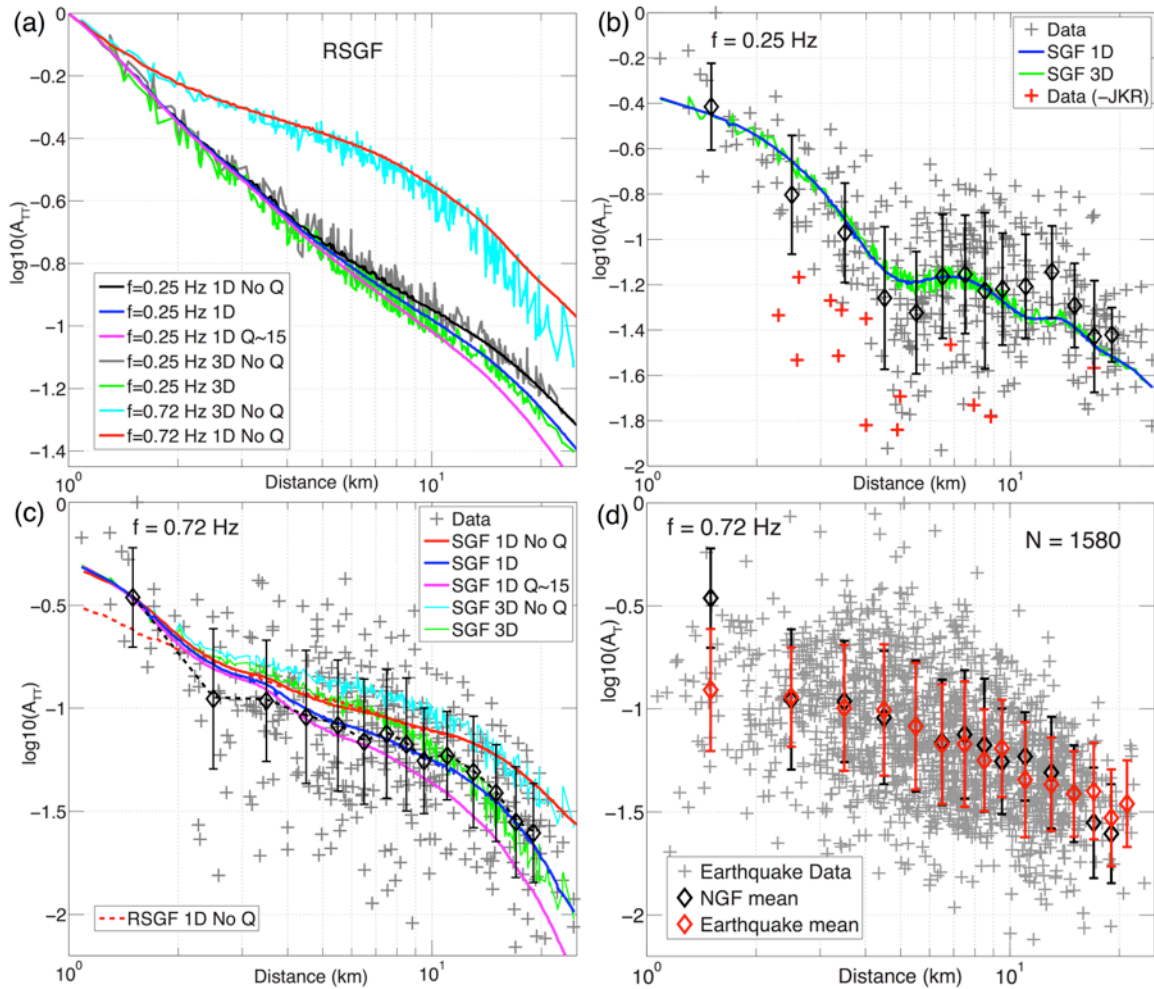 (a)
RSGF
0
−0.2
−0.4
−0.6
−0.8
−1.0
−1.2
−1.4
log10(A_TT)
f=0.25 Hz 1D No Q
f=0.25 Hz 1D
f=0.25 Hz 1D Q~15
f=0.25 Hz 3D No Q
f=0.25 Hz 3D
f=0.72 Hz 3D No Q
f=0.72 Hz 1D No Q
10^0
Distance (km)
10^1
(b)
f = 0.25 Hz
Data
SGF 1D
SGF 3D
Data (−JKR)
0
−0.2
−0.4
−0.6
−0.8
−1
−1.2
−1.4
−1.6
−1.8
−2
log10(A_TT)
10^0
Distance (km)
10^1
(c)
f = 0.72 Hz
Data
SGF 1D No Q
SGF 1D
SGF 1D Q~15
SGF 3D No Q
SGF 3D
0
−0.5
−1.0
−1.5
−2
log10(A_TT)
RSGF 1D No Q
10^0
Distance (km)
10^1
(d)
f = 0.72 Hz
N = 1580
0
−0.5
−1
−1.5
−2
log10(A_T)
Earthquake Data
NGF mean
Earthquake mean
10^0
Distance (km)
10^1